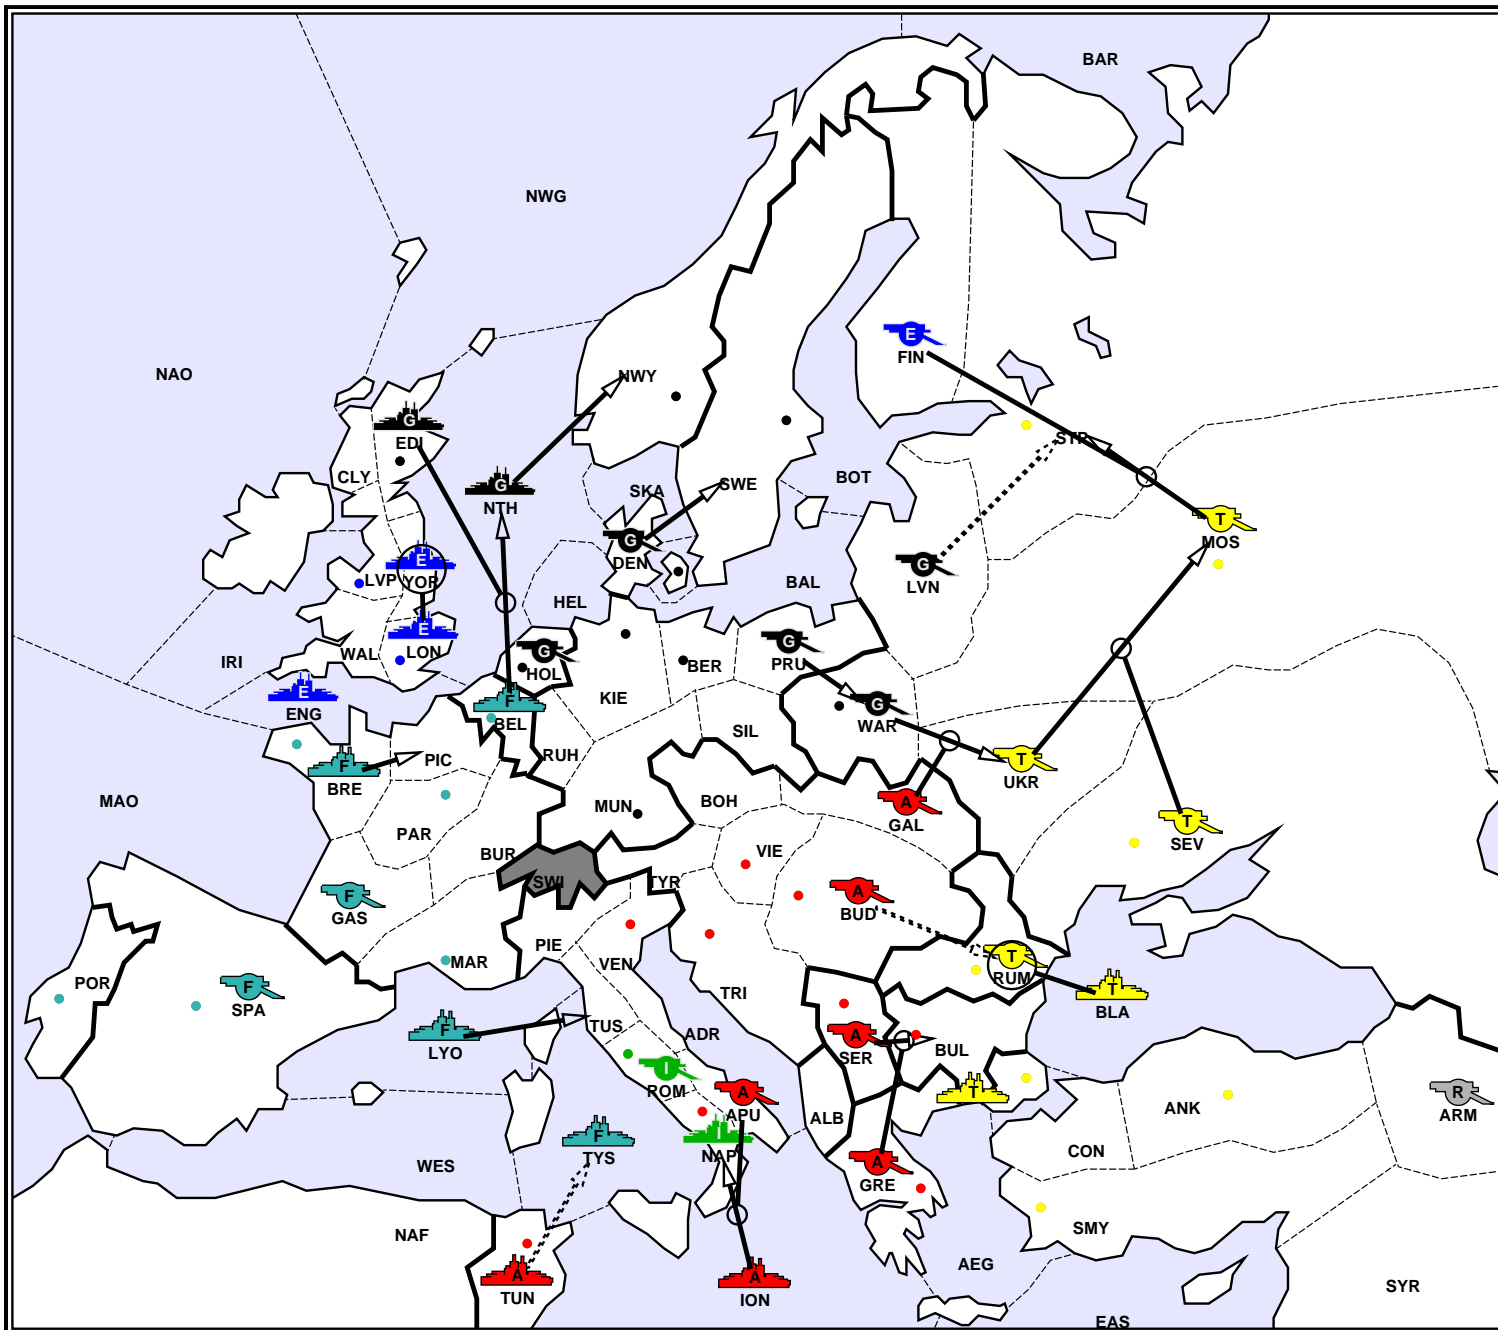 BAR
NWG
E
FIN
NAO
NWY
G
EDI
STP
CLY
G
NTH
SKA
SWE
BOT
T
MOS
G
DEN
E
LVP
YOR
G
LVN
BAL
HEL
E
LON
WAL
IRI
G
HOL
G
PRU
BER
KIE
E
ENG
F
BEL
G
WAR
SIL
RUH
PIC
F
BRE
T
UKR
MAO
MUN
BOH
A
GAL
PAR
T
SEV
BUR
VIE
SWI
TYR
F
GAS
A
BUD
PIE
VEN
MAR
T
RUM
POR
F
SPA
TRI
T
BLA
TUS
F
LYO
ADR
A
SER
BUL
I
ROM
A
APU
T
ANK
R
ARM
ALB
I
NAP
F
TYS
CON
WES
A
GRE
NAF
SMY
AEG
A
TUN
A
ION
SYR
EAS